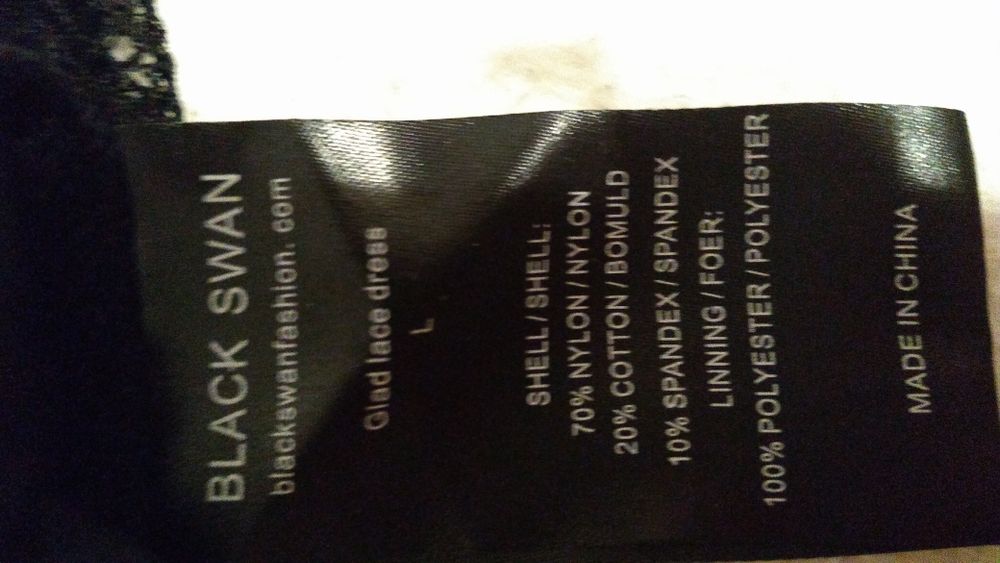 BLACK SWAN
blackswanfashion.com
Glad lace dress
L
SHELL / SHELL:
70% NYLON / NYLON
20% COTTON / BOMULD
10% SPANDEX / SPANDEX
LINNING / FOER:
100% POLYESTER / POLYESTER
MADE IN CHINA